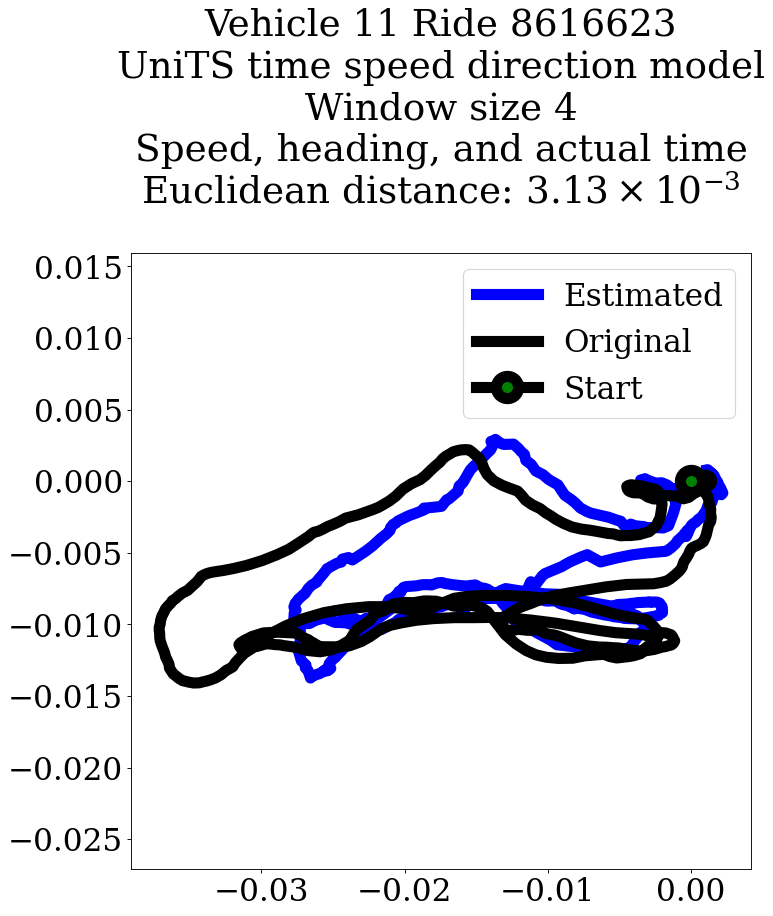 Vehicle 11 Ride 8616623
UniTS time speed direction model
Window size 4
Speed, heading, and actual time
Euclidean distance: 3.13 × 10⁻³
Estimated
Original
Start
0.015
0.010
0.005
0.000
−0.005
−0.010
−0.015
−0.020
−0.025
−0.03
−0.02
−0.01
0.00